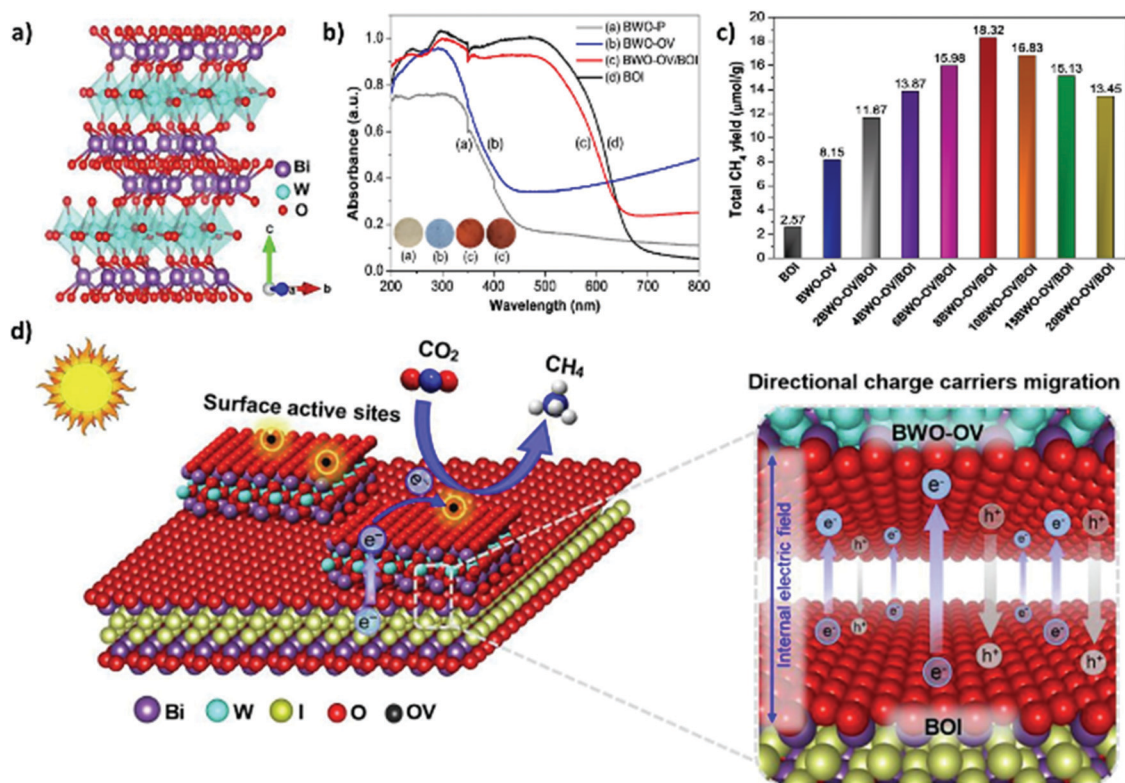 a)
Bi
W
O
c
a
b
b)
(a) BWO-P
(b) BWO-OV
(c) BWO-OV/BOI
(d) BOI
Absorbance (a.u.)
1.0
0.8
0.6
0.4
0.2
0.0
(a)
(b)
(c)
(d)
(a)
(b)
(c)
(c)
200
300
400
500
600
700
800
Wavelength (nm)
c)
Total CH₄ yield (μmol/g)
20
18
16
14
12
10
8
6
4
2
0
2.57
8.15
11.67
13.87
15.98
18.32
16.83
15.13
13.45
BOI
BWO-OV
2BWO-OV/BOI
4BWO-OV/BOI
6BWO-OV/BOI
8BWO-OV/BOI
10BWO-OV/BOI
15BWO-OV/BOI
20BWO-OV/BOI
d)
CO₂
CH₄
Surface active sites
e⁻
e⁻
e⁻
Bi
W
I
O
OV
Directional charge carriers migration
BWO-OV
Internal electric field
e⁻
e⁻
h⁺
e⁻
h⁺
e⁻
e⁻
h⁺
e⁻
h⁺
e⁻
e⁻
e⁻
e⁻
h⁺
h⁺
BOI